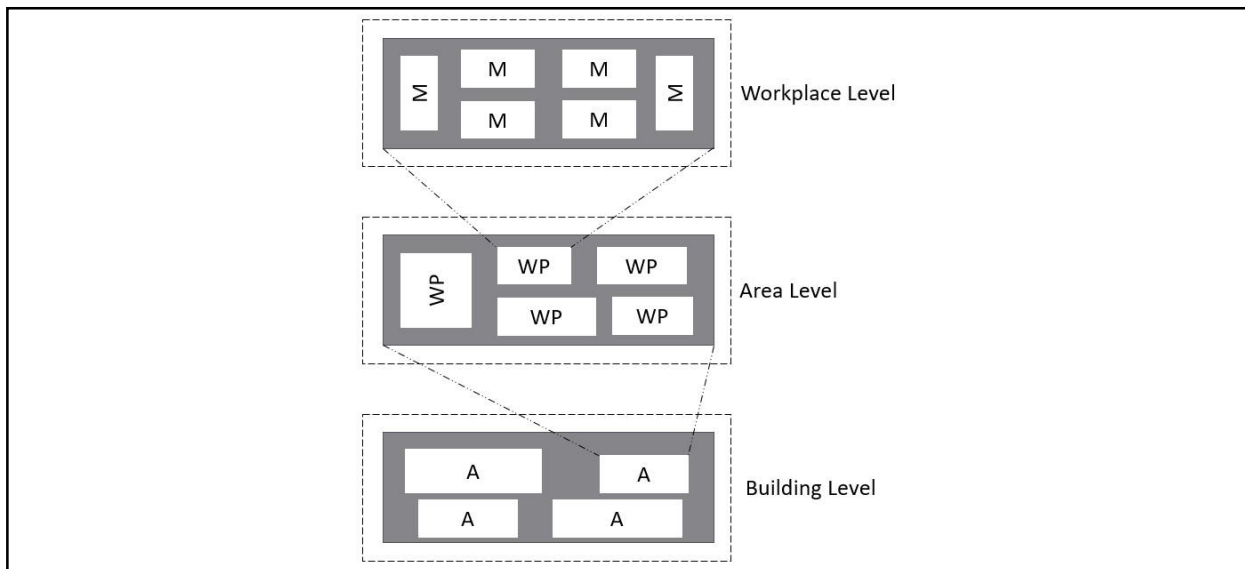 M M M M
M M
Workplace Level
WP WP WP
WP WP
Area Level
A A
A A
Building Level